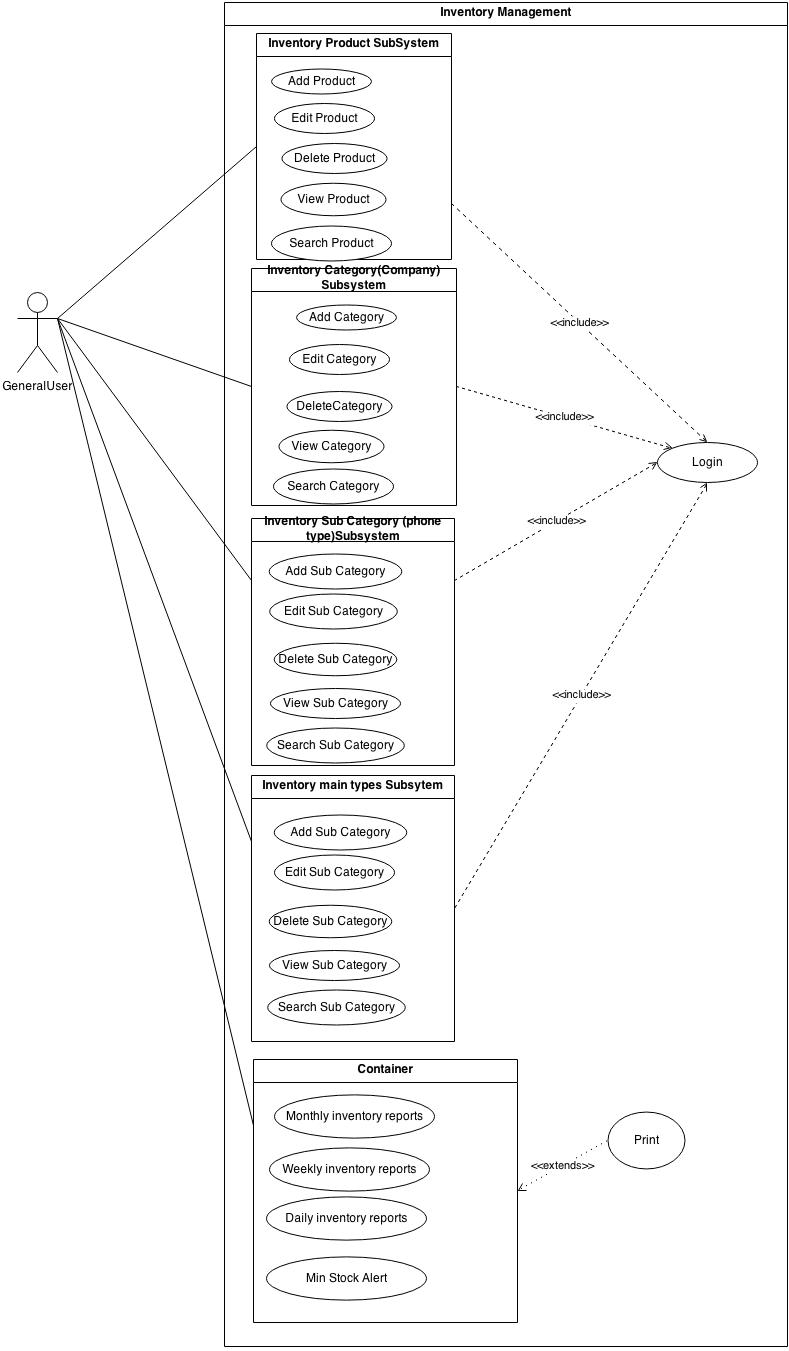 Inventory Management
Inventory Product SubSystem
Add Product
Edit Product
Delete Product
View Product
Search Product
Inventory Category(Company)
Subsystem
Add Category
Edit Category
DeleteCategory
View Category
Search Category
GeneralUser
<<include>>
<<include>>
Login
<<include>>
<<include>>
Inventory Sub Category (phone
type)Subsystem
Add Sub Category
Edit Sub Category
Delete Sub Category
View Sub Category
Search Sub Category
Inventory main types Subsytem
Add Sub Category
Edit Sub Category
Delete Sub Category
View Sub Category
Search Sub Category
Container
Monthly inventory reports
Weekly inventory reports
Daily inventory reports
Min Stock Alert
<<extends>>
Print